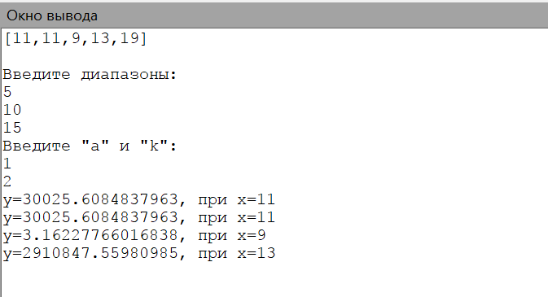 Окно вывода
[11,11,9,13,19]
Введите диапазоны:
5
10
15
Введите "a" и "k":
1
2
y=30025.6084837963, при x=11
y=30025.6084837963, при x=11
y=3.16227766016838, при x=9
y=2910847.55980985, при x=13